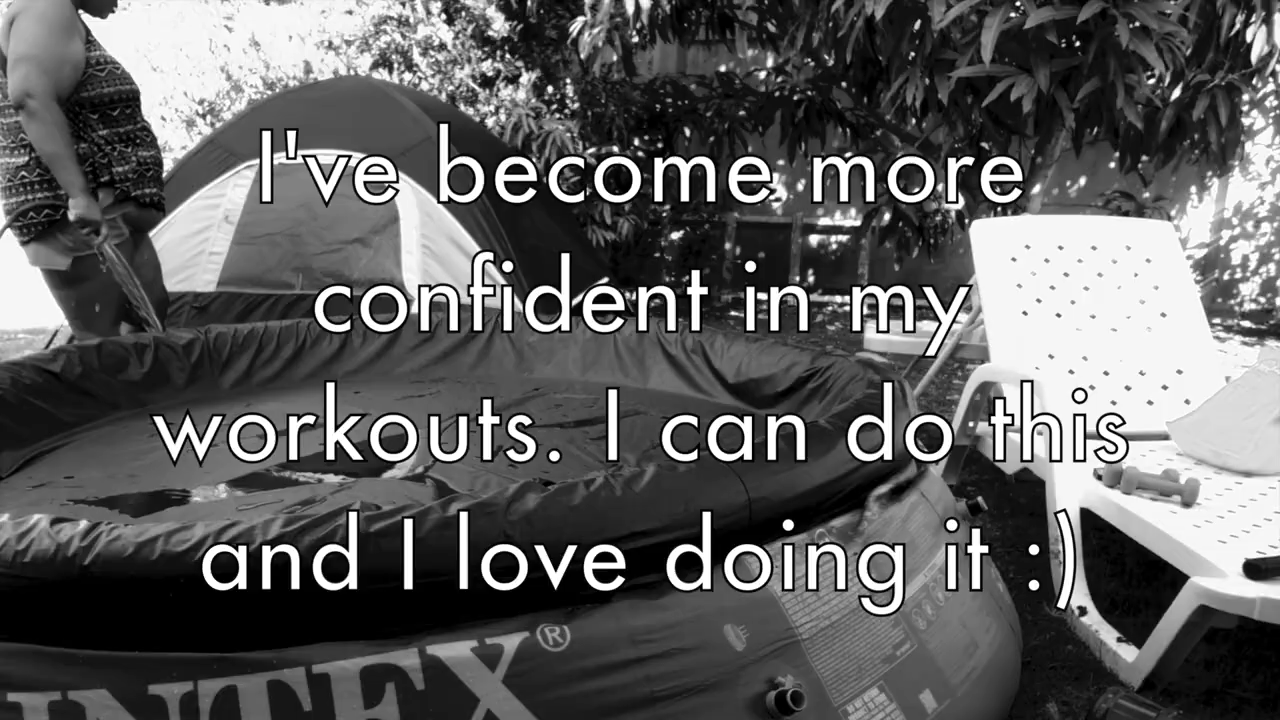 I've become more
confident in my
workouts. I can do this
and I love doing it :)
INTEX®